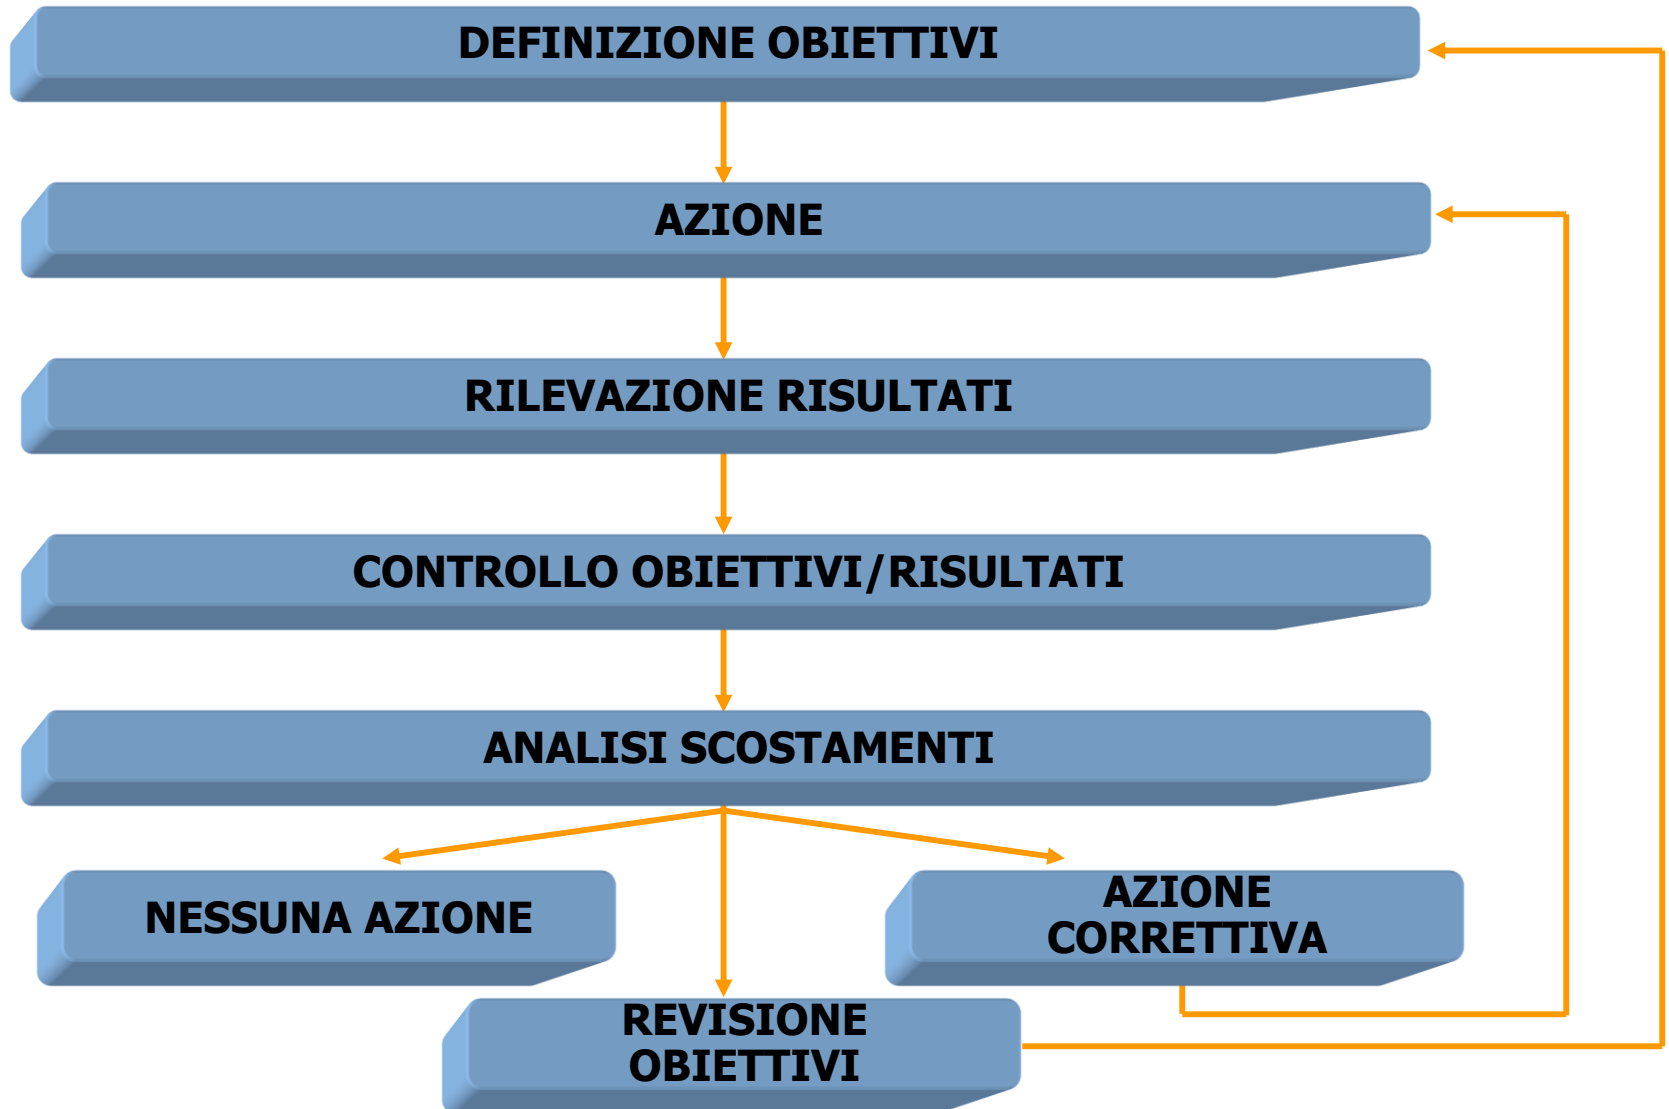 DEFINIZIONE OBIETTIVI
AZIONE
RILEVAZIONE RISULTATI
CONTROLLO OBIETTIVI/RISULTATI
ANALISI SCOSTAMENTI
NESSUNA AZIONE
AZIONE
CORRETTIVA
REVISIONE
OBIETTIVI